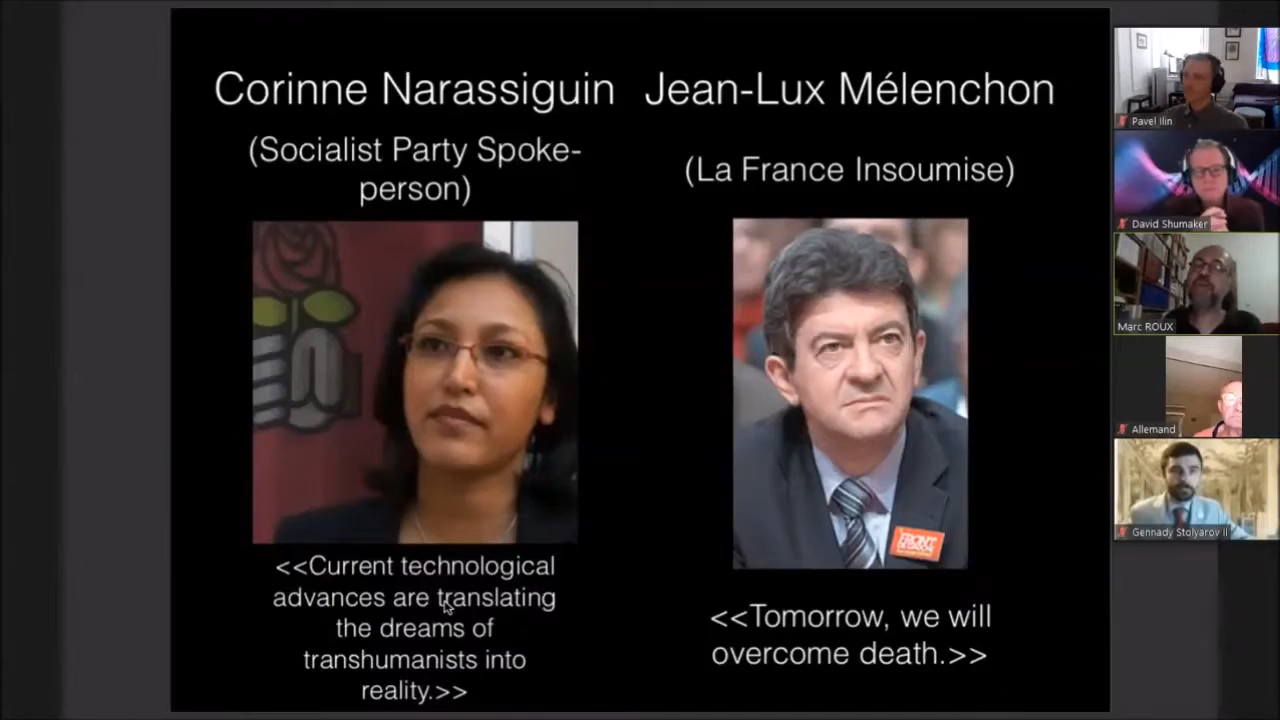 Corinne Narassiguin
(Socialist Party Spoke-
person)
<<Current technological
advances are translating
the dreams of
transhumanists into
reality.>>
Jean-Lux Mélenchon
(La France Insoumise)
FRONT
<<Tomorrow, we will
overcome death.>>
Pavel Ilin
David Shumaker
Marc ROUX
Allemand
Gennady Stolyarov II